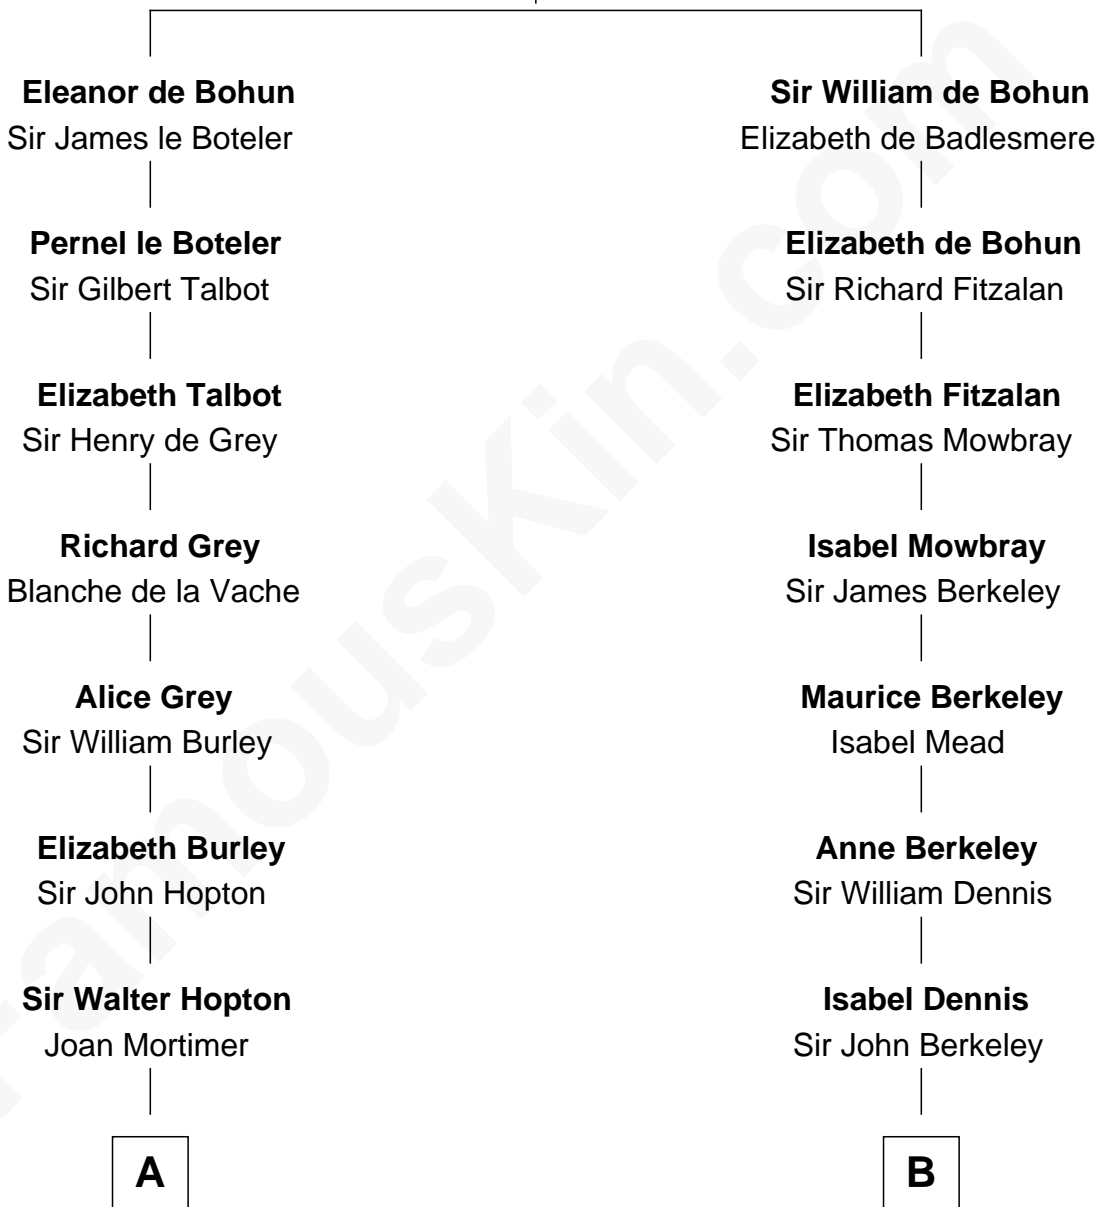 Eleanor de Bohun
Sir James le Boteler
Pernel le Boteler
Sir Gilbert Talbot
Elizabeth Talbot
Sir Henry de Grey
Richard Grey
Blanche de la Vache
Alice Grey
Sir William Burley
Elizabeth Burley
Sir John Hopton
Sir Walter Hopton
Joan Mortimer
A
Sir William de Bohun
Elizabeth de Badlesmere
Elizabeth de Bohun
Sir Richard Fitzalan
Elizabeth Fitzalan
Sir Thomas Mowbray
Isabel Mowbray
Sir James Berkeley
Maurice Berkeley
Isabel Mead
Anne Berkeley
Sir William Dennis
Isabel Dennis
Sir John Berkeley
B
FamousKin.com